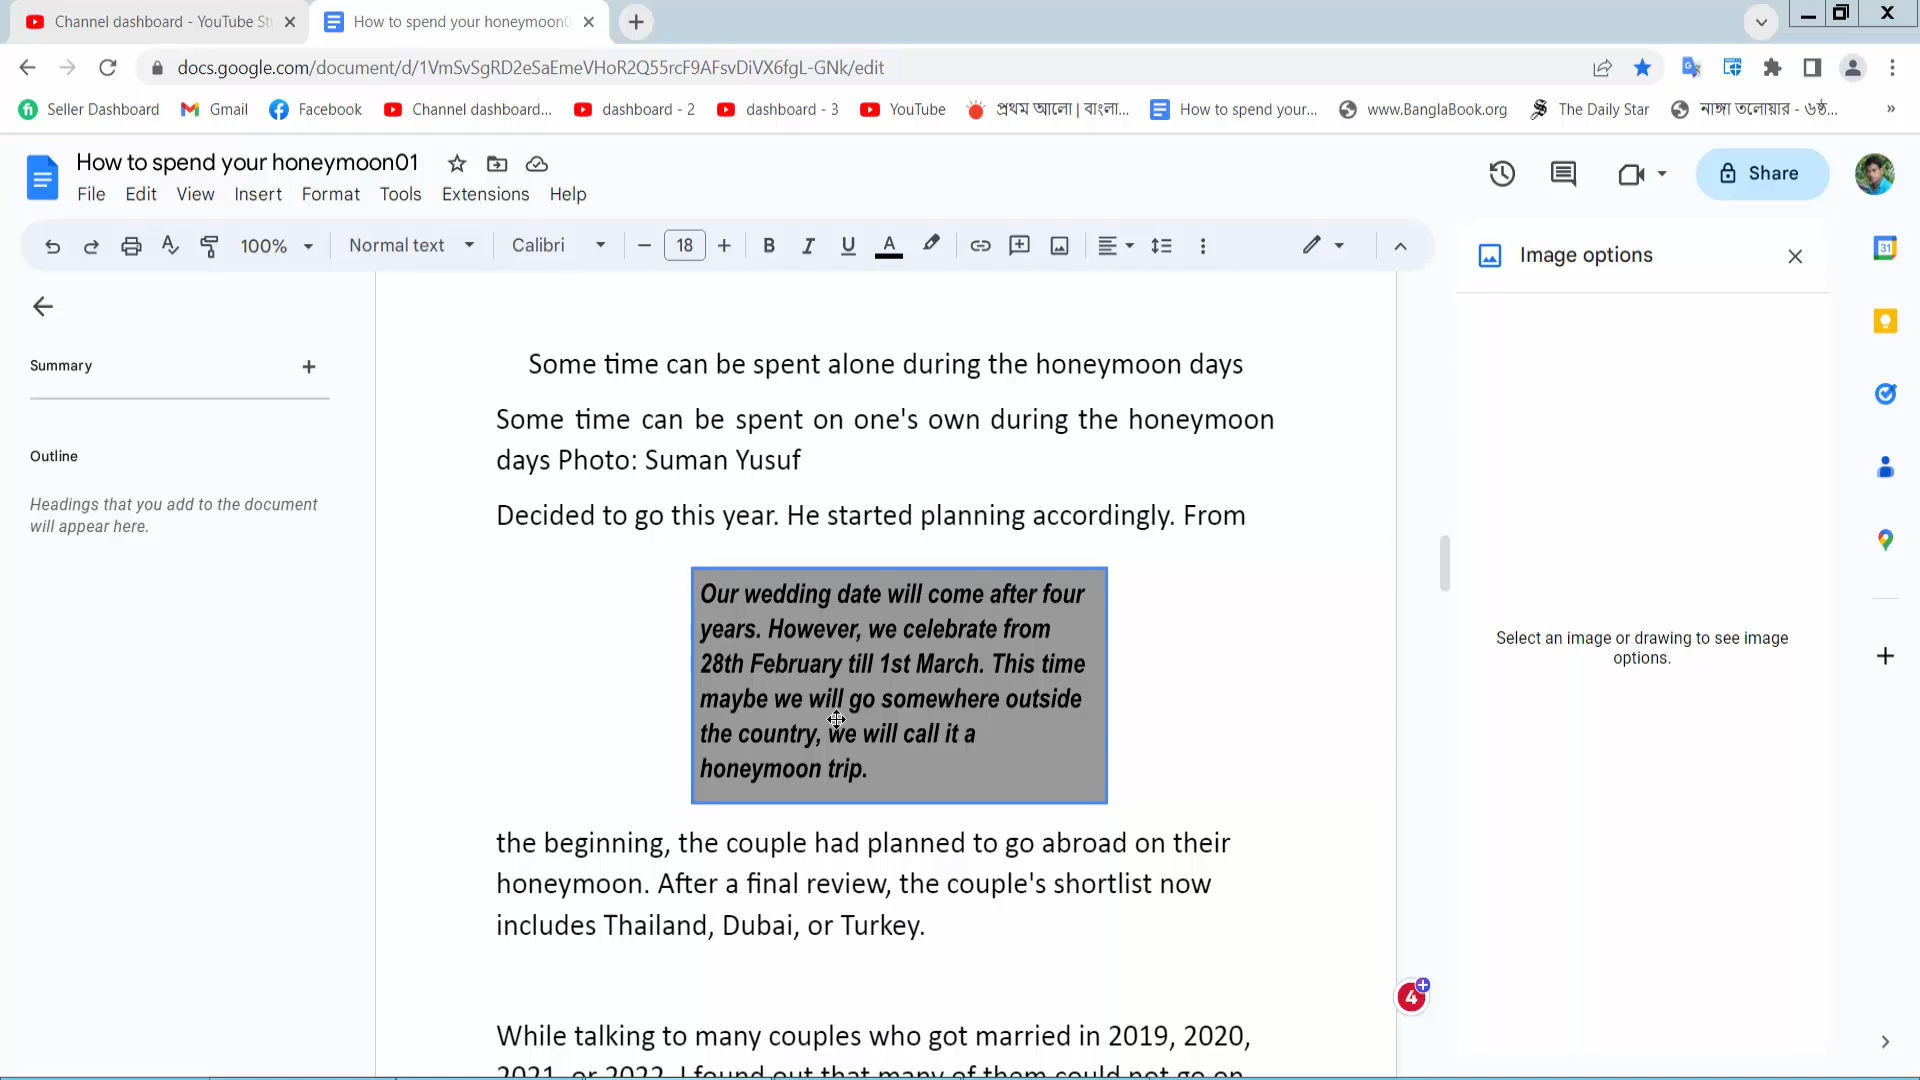 Channel dashboard - YouTube St
How to spend your honeymoon0
docs.google.com/document/d/1VmSvSgRD2eSaEmeVHoR2Q55rcF9AFsvDiVX6fgL-GNk/edit
Seller Dashboard
Gmail
Facebook
Channel dashboard...
dashboard - 2
dashboard - 3
YouTube
প্রথম আলো | বাংলা...
How to spend your...
www.BanglaBook.org
The Daily Star
নাঙ্গা তলোয়ার - ৬ষ্ঠ...
»
How to spend your honeymoon01
File Edit View Insert Format Tools Extensions Help
Share
100% Normal text Calibri 18 B I U A
Image options
Summary
Outline
Headings that you add to the document
will appear here.
Some time can be spent alone during the honeymoon days
Some time can be spent on one's own during the honeymoon
days Photo: Suman Yusuf
Decided to go this year. He started planning accordingly. From
Our wedding date will come after four
years. However, we celebrate from
28th February till 1st March. This time
maybe we will go somewhere outside
the country, we will call it a
honeymoon trip.
the beginning, the couple had planned to go abroad on their
honeymoon. After a final review, the couple's shortlist now
includes Thailand, Dubai, or Turkey.
While talking to many couples who got married in 2019, 2020,
2021, or 2022, I found out that many of them could not go on
Select an image or drawing to see image
options.
31
4